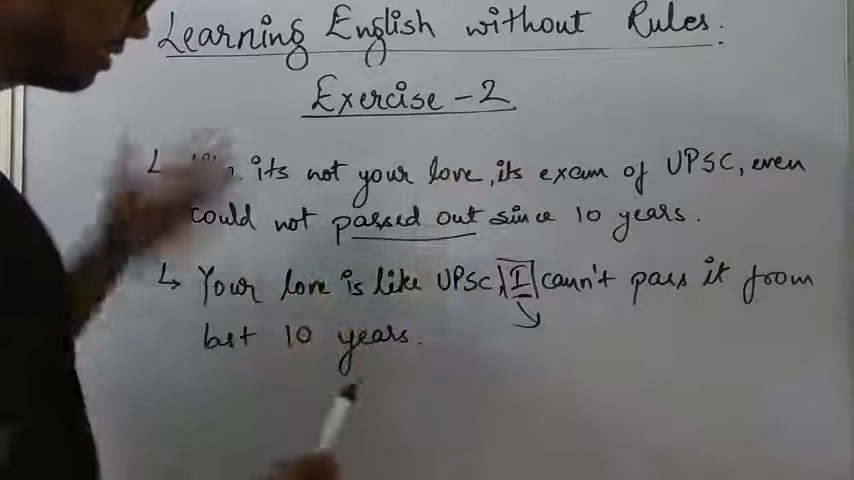 Learning English without Rules.
Exercise - 2
its not your love, its exam of UPSC, even
could not passed out since 10 years.
↳ Your love is like UPSC, I cann't pass it from
last 10 years.